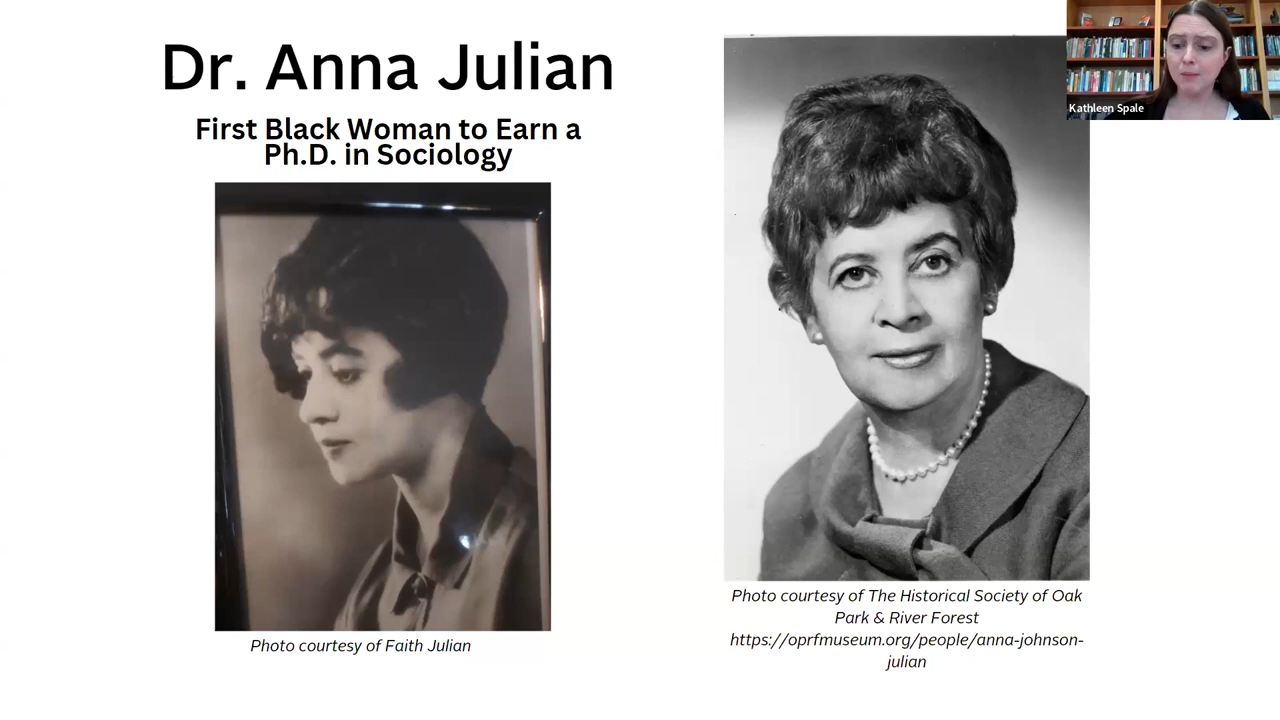 Dr. Anna Julian
First Black Woman to Earn a
Ph.D. in Sociology
Photo courtesy of Faith Julian
Photo courtesy of The Historical Society of Oak
Park & River Forest
https://oprfmuseum.org/people/anna-johnson-
julian
Kathleen Spale